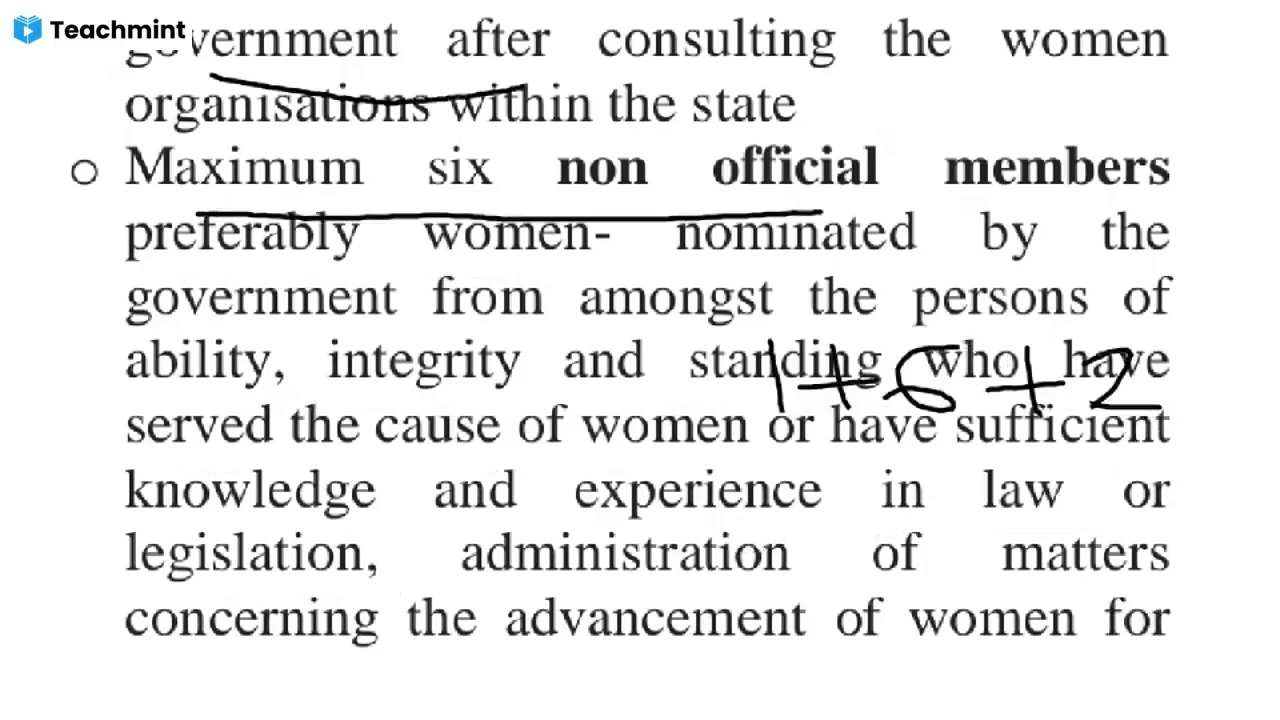 Teachmint
government after consulting the women
organisations within the state
o Maximum six non official members
preferably women- nominated by the
government from amongst the persons of
ability, integrity and standing who have
1+6+2
served the cause of women or have sufficient
knowledge and experience in law or
legislation, administration of matters
concerning the advancement of women for